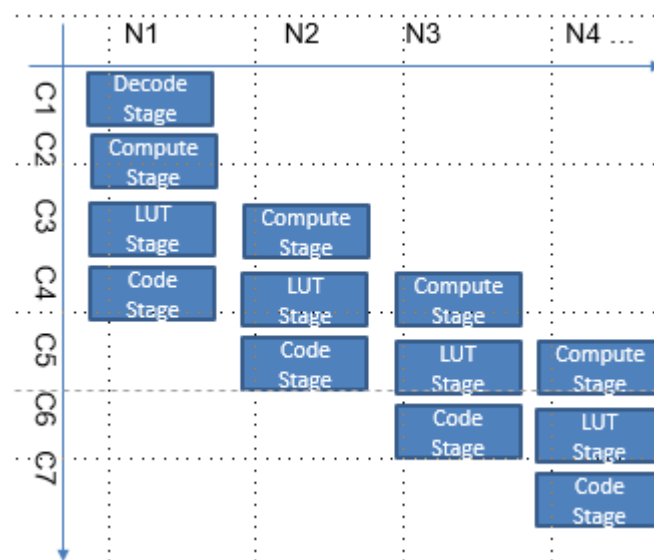 N1 N2 N3 N4 ...
C1 Decode
Stage
C2 Compute
Stage
C3 LUT Compute
Stage Stage
C4 Code LUT Compute
Stage Stage Stage
C5 Code LUT Compute
Stage Stage Stage
C6 Code LUT
Stage Stage
C7 Code
Stage